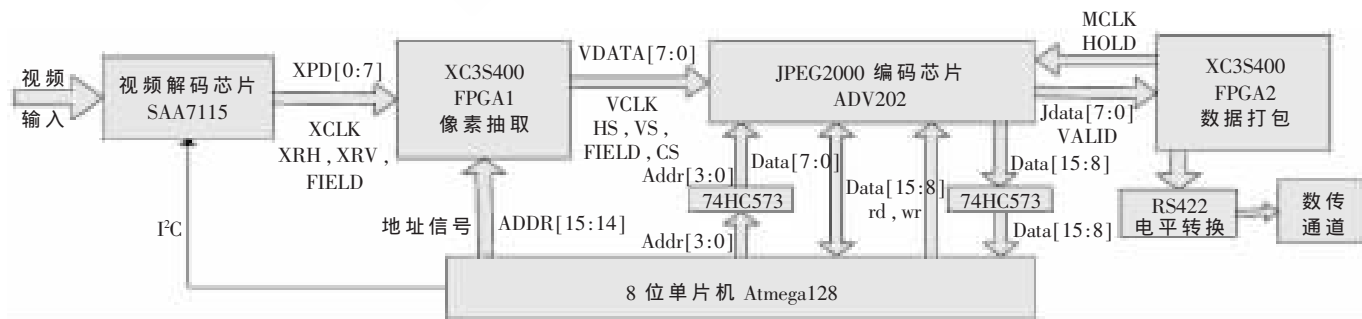 视频
输入
视频解码芯片
SAA7115
XPD[0:7]
XCLK
XRH , XRV ,
FIELD
XC3S400
FPGA1
像素抽取
VDATA[7:0]
VCLK
HS , VS ,
FIELD , CS
JPEG2000 编码芯片
ADV202
MCLK
HOLD
Jdata[7:0]
VALID
XC3S400
FPGA2
数据打包
I²C
地址信号
ADDR[15:14]
Addr[3:0]
74HC573
Addr[3:0]
Data[7:0]
Data[15:8]
rd , wr
Data[15:8]
74HC573
Data[15:8]
RS422
电平转换
数传
通道
8 位单片机 Atmega128